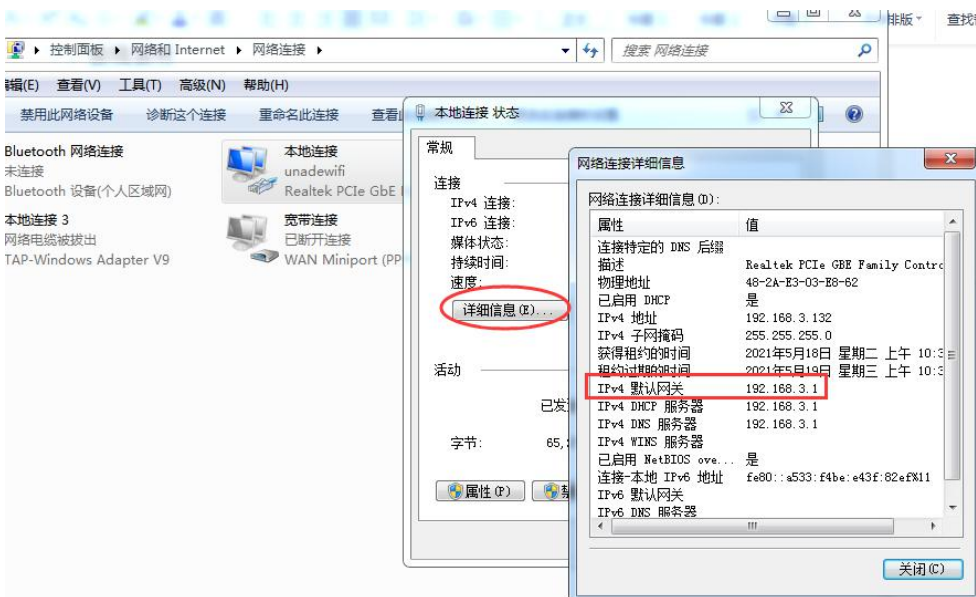 排版 查找
控制面板 网络和 Internet 网络连接
搜索 网络连接
编辑(E) 查看(V) 工具(T) 高级(N) 帮助(H)
禁用此网络设备 诊断这个连接 重命名此连接 查看
Bluetooth 网络连接
未连接
Bluetooth 设备(个人区域网)
本地连接
unadewifi
Realtek PCIe GbE
本地连接 3
网络电缆被拔出
TAP-Windows Adapter V9
宽带连接
已断开连接
WAN Miniport (PP
本地连接 状态
常规
连接
IPv4 连接:
IPv6 连接:
媒体状态:
持续时间:
速度:
详细信息(E)...
活动
已发
字节: 65,
属性(P)
网络连接详细信息
网络连接详细信息(D):
属性 值
连接特定的 DNS 后缀
描述 Realtek PCIe GBE Family Contro
物理地址 48-2A-E3-03-E8-62
已启用 DHCP 是
IPv4 地址 192.168.3.132
IPv4 子网掩码 255.255.255.0
获得租约的时间 2021年5月18日 星期二 上午 10:3
租约过期的时间 2021年5月19日 星期三 上午 10:3
IPv4 默认网关 192.168.3.1
IPv4 DHCP 服务器 192.168.3.1
IPv4 DNS 服务器 192.168.3.1
IPv4 WINS 服务器
已启用 NetBIOS ove... 是
连接-本地 IPv6 地址 fe80::a533:f4be:e43f:82ef%11
IPv6 默认网关
IPv6 DNS 服务器
关闭(C)